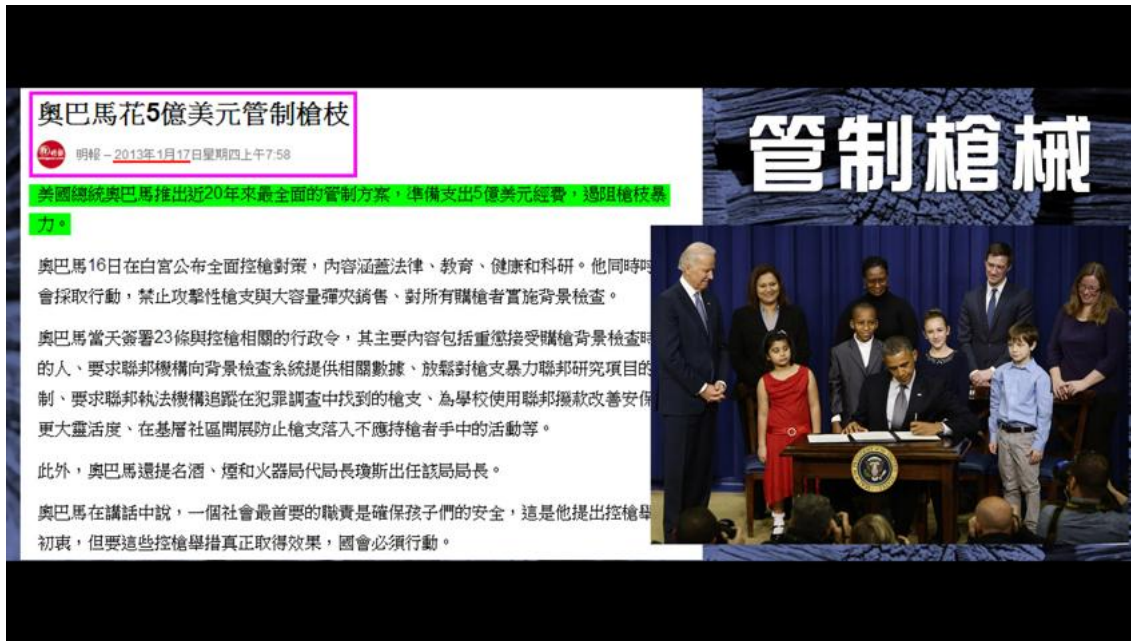 奧巴馬花5億美元管制槍枝
明報 – 2013年1月17日星期四上午7:58
管制槍械
美國總統奧巴馬推出近20年來最全面的管制方案，準備支出5億美元經費，遏阻槍枝暴
力。
奧巴馬16日在白宮公布全面控槍對策，內容涵蓋法律、教育、健康和科研。他同時呼
會採取行動，禁止攻擊性槍支與大容量彈夾銷售、對所有購槍者實施背景檢查。
奧巴馬當天簽署23條與控槍相關的行政令，其主要內容包括重懲接受購槍背景檢查時
的人、要求聯邦機構向背景檢查系統提供相關數據、放鬆對槍支暴力聯邦研究項目的
制、要求聯邦執法機構追蹤在犯罪調查中找到的槍支、為學校使用聯邦撥款改善安保
更大靈活度、在基層社區開展防止槍支落入不應持槍者手中的活動等。
此外，奧巴馬還提名酒、煙和火器局代局長瓊斯出任該局局長。
奧巴馬在講話中說，一個社會最首要的職責是確保孩子們的安全，這是他提出控槍舉
初衷，但要這些控槍舉措真正取得效果，國會必須行動。